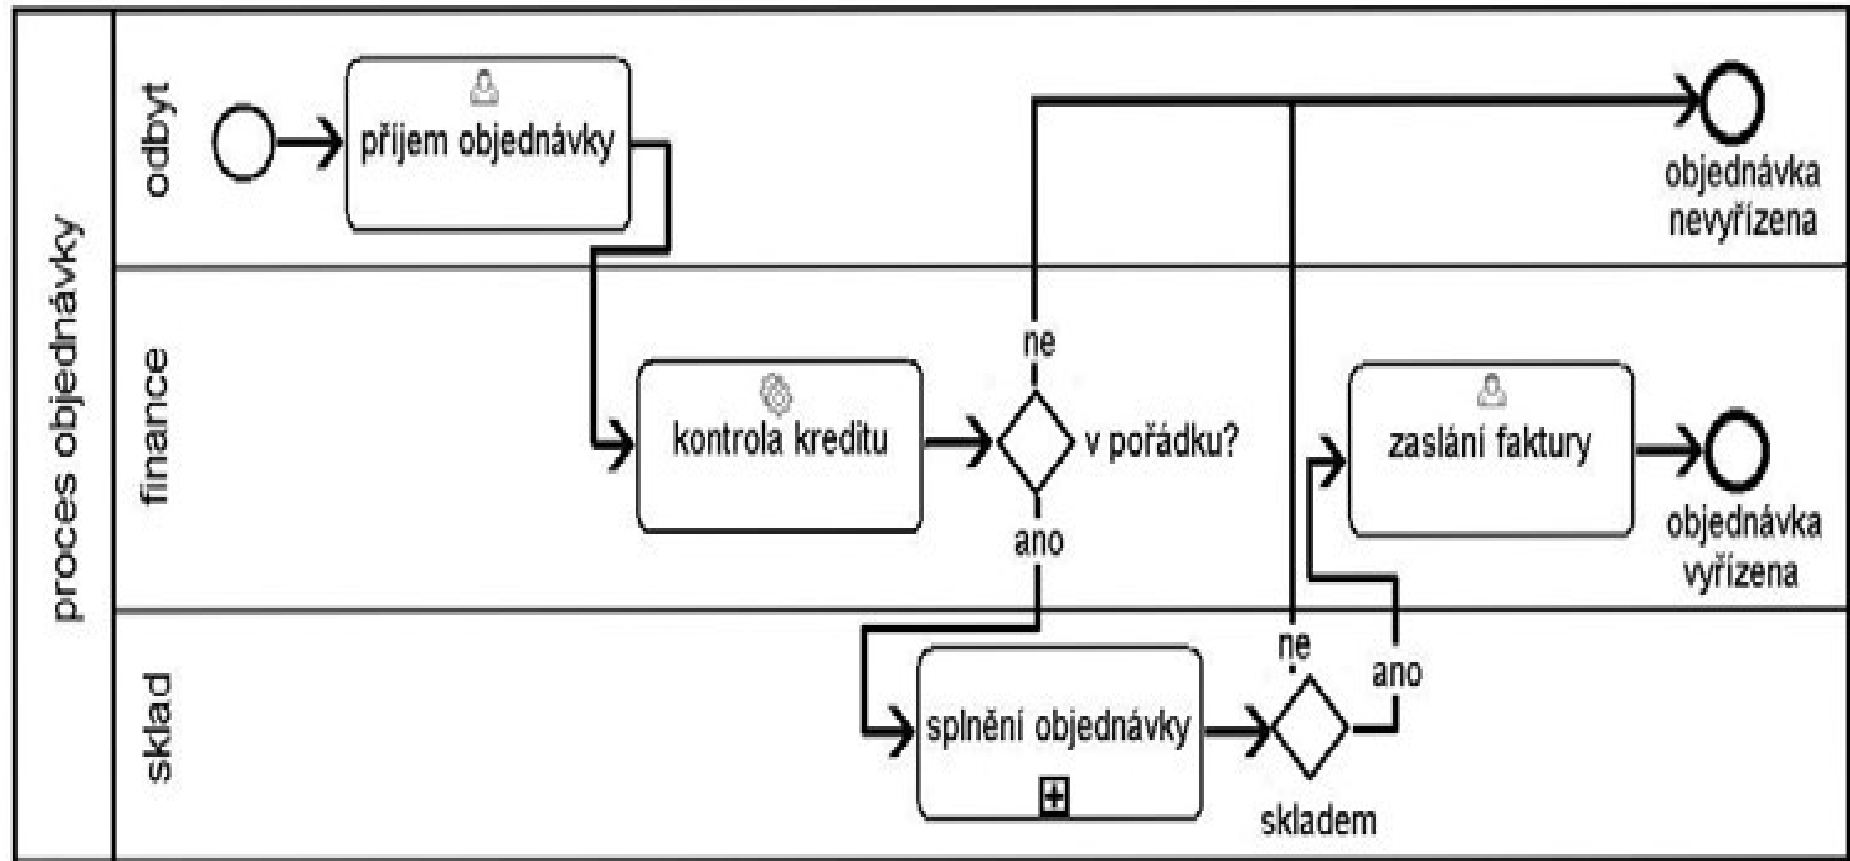 proces objednávky
odbyt
příjem objednávky
objednávka
nevyřízena
finance
kontrola kreditu
ne
v pořádku?
ano
zaslání faktury
objednávka
vyřízena
sklad
splnění objednávky
ne
ano
skladem